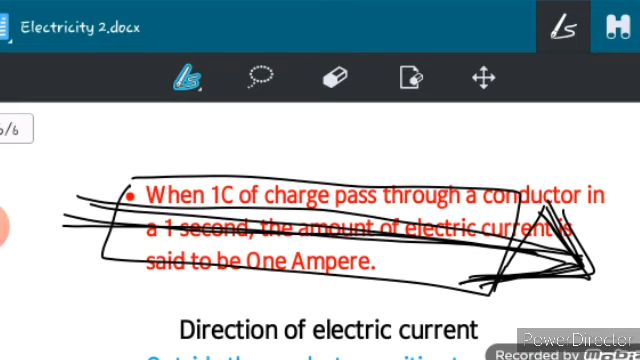 Electricity 2.docx
6/6
• When 1C of charge pass through a conductor in
a 1 second, the amount of electric current is
said to be One Ampere.
Direction of electric current
PowerDirector
Recorded by